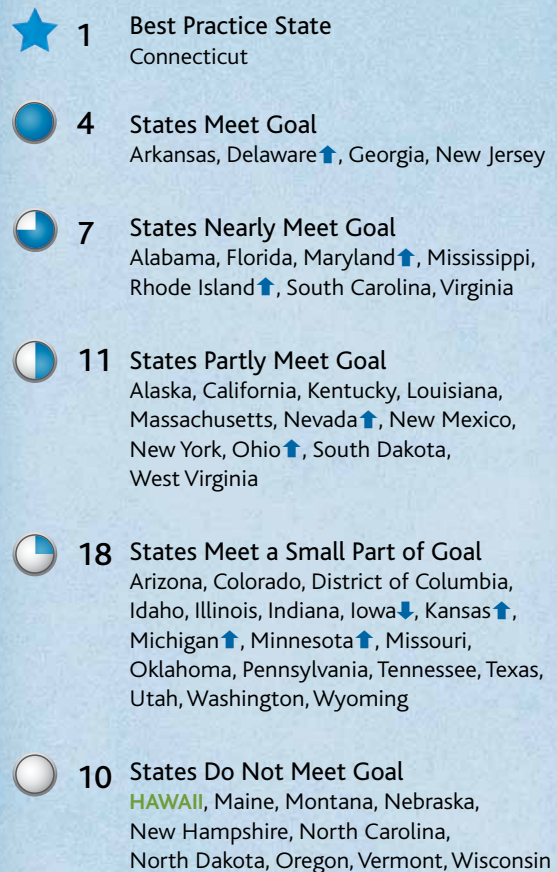 1 Best Practice State
Connecticut
4 States Meet Goal
Arkansas, Delaware⬆, Georgia, New Jersey
7 States Nearly Meet Goal
Alabama, Florida, Maryland⬆, Mississippi,
Rhode Island⬆, South Carolina, Virginia
11 States Partly Meet Goal
Alaska, California, Kentucky, Louisiana,
Massachusetts, Nevada⬆, New Mexico,
New York, Ohio⬆, South Dakota,
West Virginia
18 States Meet a Small Part of Goal
Arizona, Colorado, District of Columbia,
Idaho, Illinois, Indiana, Iowa⬇, Kansas⬆,
Michigan⬆, Minnesota⬆, Missouri,
Oklahoma, Pennsylvania, Tennessee, Texas,
Utah, Washington, Wyoming
10 States Do Not Meet Goal
HAWAII, Maine, Montana, Nebraska,
New Hampshire, North Carolina,
North Dakota, Oregon, Vermont, Wisconsin